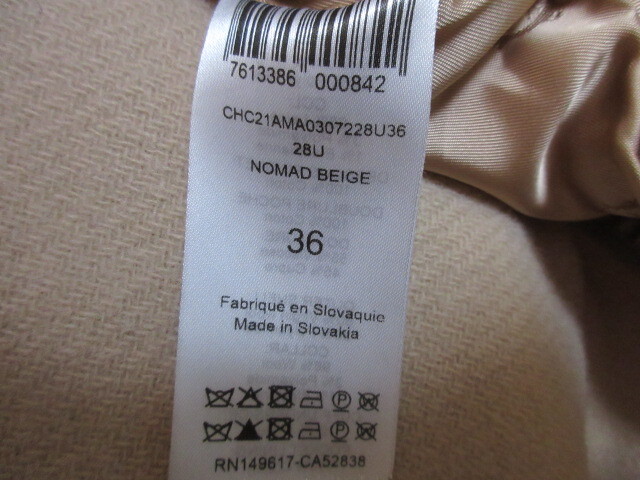 7613386 000842
CHC21AMA0307228U36
28U
NOMAD BEIGE
36
Fabriqué en Slovaquie
Made in Slovakia
RN149617-CA52838